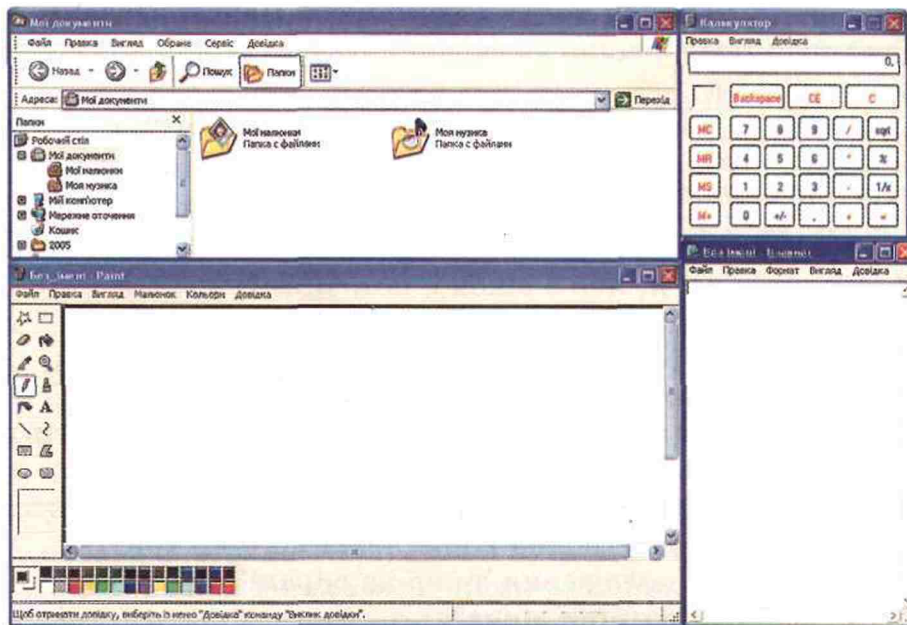 Мої документи
Файл Правка Вигляд Обране Сервіс Довідка
Назад Пошук Папки
Адреса: Мої документи Перехід
Папки ×
Робочий стіл
Мої документи
Мої малюнки
Моя музика
Мій комп'ютер
Мережне оточення
Кошик
2005
Мої малюнки
Папка с файлами
Моя музика
Папка с файлами
Калькулятор
Правка Вигляд Довідка
0,
Backspace CE C
MC 7 8 9 / sqrt
MR 4 5 6 * %
MS 1 2 3 - 1/x
M+ 0 +/- , + =
Без_імені - Paint
Файл Правка Вигляд Малюнок Кольори Довідка
A
Щоб отримати довідку, виберіть із меню "Довідка" команду "Виклик довідки".
Без імені - Блокнот
Файл Правка Формат Вигляд Довідка